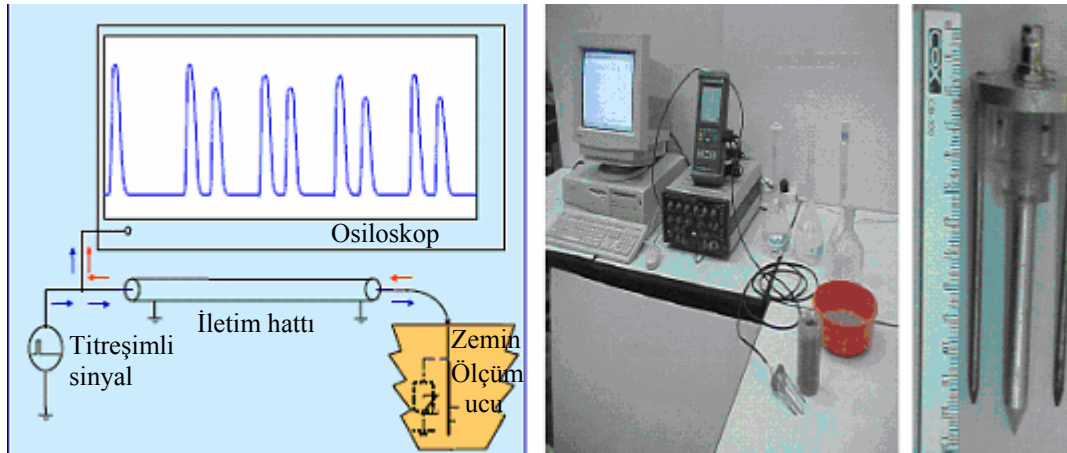 Osiloskop
İletim hattı
Titreşimli
sinyal
Zemin
Ölçüm
ucu